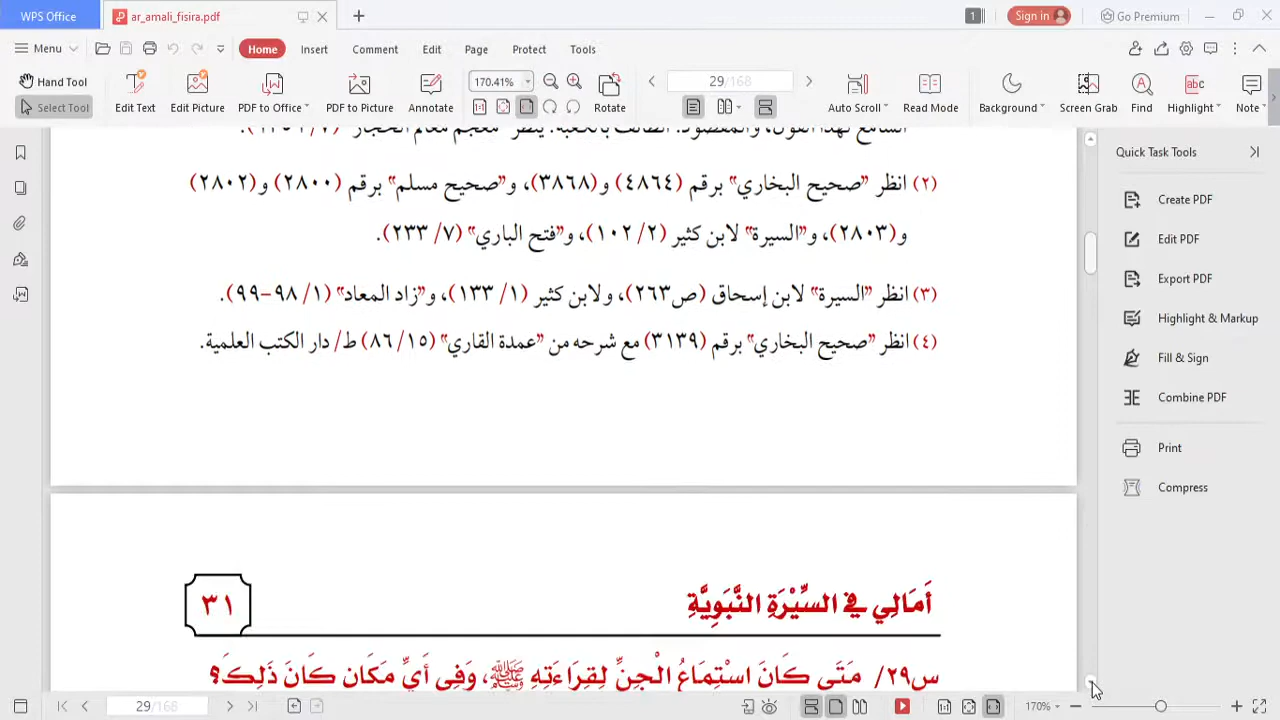 WPS Office
ar_amali_fisira.pdf
1
Sign in
Go Premium
Menu
Home
Insert
Comment
Edit
Page
Protect
Tools
Hand Tool
Select Tool
Edit Text
Edit Picture
PDF to Office
PDF to Picture
Annotate
170.41%
Rotate
29/168
Auto Scroll
Read Mode
Background
Screen Grab
Find
Highlight
Note
(٢) انظر "صحيح البخاري" برقم (٤٨٦٤) و(٣٨٦٨)، و"صحيح مسلم" برقم (٢٨٠٠) و(٢٨٠٢)
و(٢٨٠٣)، و"السيرة" لابن كثير (٢/ ١٠٢)، و"فتح الباري" (٧/ ٢٣٣).
(٣) انظر "السيرة" لابن إسحاق (ص٢٦٣)، ولابن كثير (١/ ١٣٣)، و"زاد المعاد" (١/ ٩٨-٩٩).
(٤) انظر "صحيح البخاري" برقم (٣١٣٩) مع شرحه من "عمدة القاري" (١٥/ ٨٦) ط/ دار الكتب العلمية.
أَمَالِي فِي السِّيْرَةِ النَّبَوِيَّةِ
٣١
س٢٩/ مَتَى كَانَ اسْتِمَاعُ الْجِنِّ لِقِرَاءَتِهِ ﷺ، وَفِي أَيِّ مَكَان كَانَ ذَلِكَ؟
Quick Task Tools
Create PDF
Edit PDF
Export PDF
Highlight & Markup
Fill & Sign
Combine PDF
Print
Compress
29/168
170%